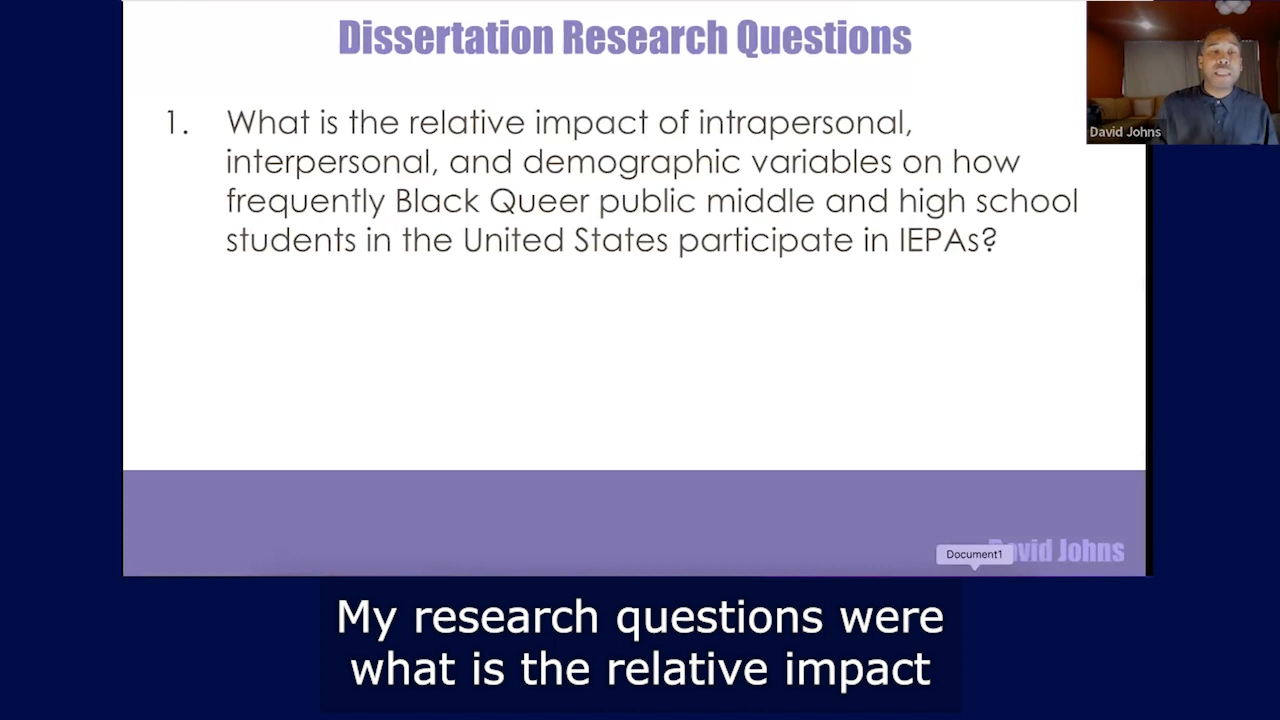 Dissertation Research Questions
1. What is the relative impact of intrapersonal,
interpersonal, and demographic variables on how
frequently Black Queer public middle and high school
students in the United States participate in IEPAs?
David Johns
Document1
David Johns
My research questions were
what is the relative impact